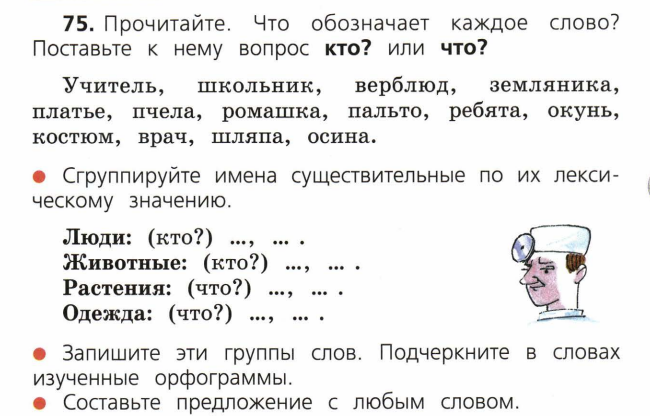 75. Прочитайте. Что обозначает каждое слово?
Поставьте к нему вопрос кто? или что?
Учитель, школьник, верблюд, земляника,
платье, пчела, ромашка, пальто, ребята, окунь,
костюм, врач, шляпа, осина.
● Сгруппируйте имена существительные по их лекси-
ческому значению.
Люди: (кто?) ..., ... .
Животные: (кто?) ..., ... .
Растения: (что?) ..., ... .
Одежда: (что?) ..., ... .
● Запишите эти группы слов. Подчеркните в словах
изученные орфограммы.
● Составьте предложение с любым словом.